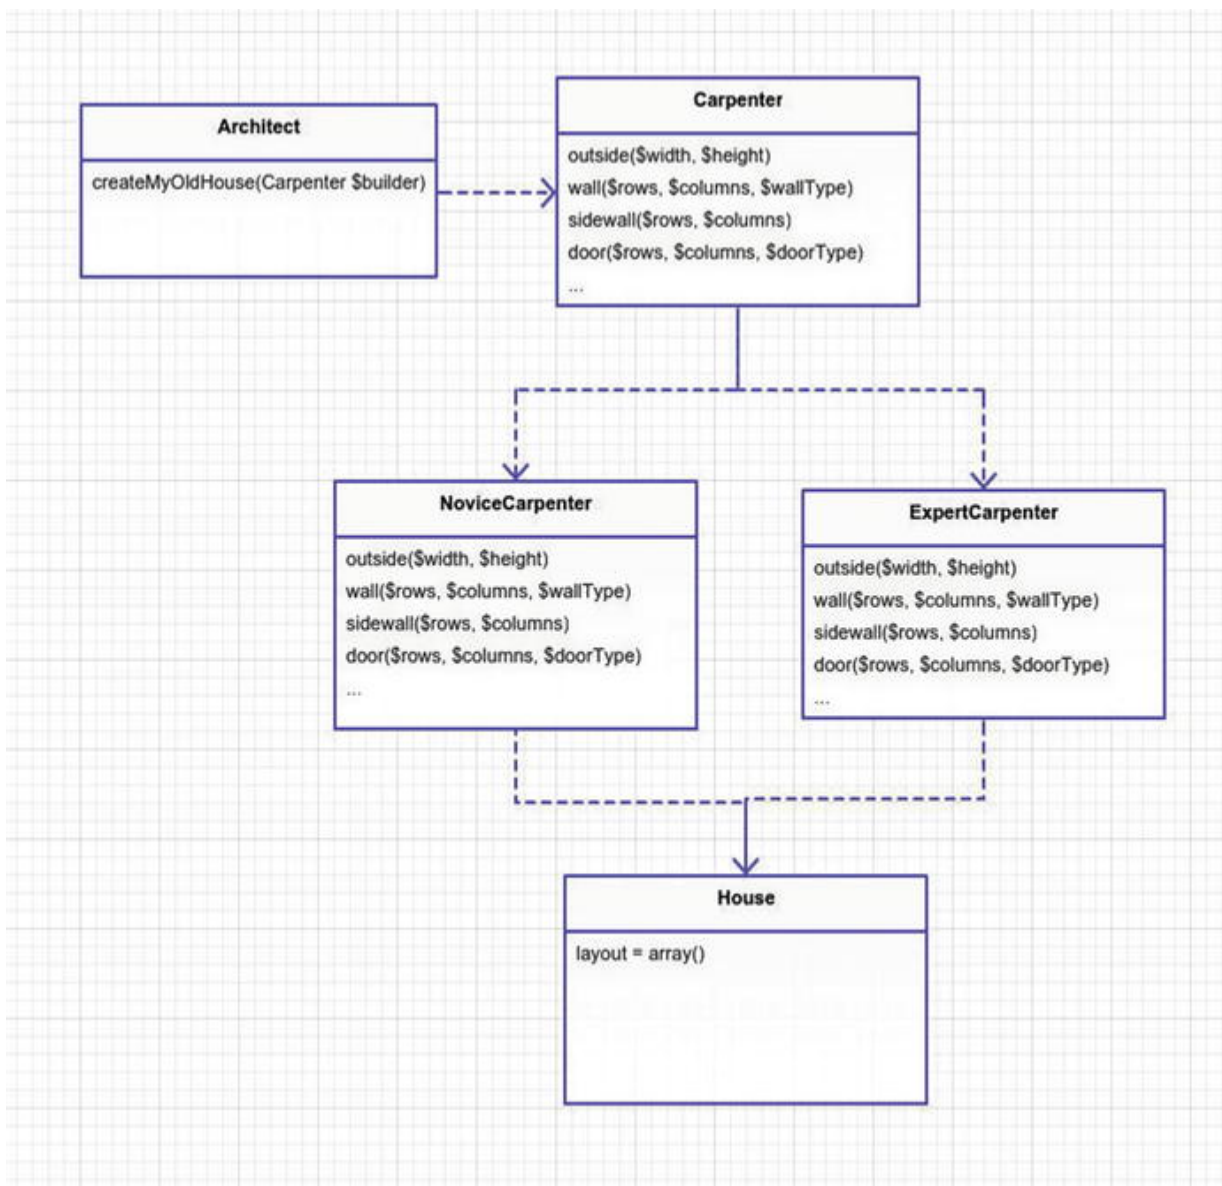 Architect
createMyOldHouse(Carpenter $builder)
Carpenter
outside($width, $height)
wall($rows, $columns, $wallType)
sidewall($rows, $columns)
door($rows, $columns, $doorType)
...
NoviceCarpenter
outside($width, $height)
wall($rows, $columns, $wallType)
sidewall($rows, $columns)
door($rows, $columns, $doorType)
...
ExpertCarpenter
outside($width, $height)
wall($rows, $columns, $wallType)
sidewall($rows, $columns)
door($rows, $columns, $doorType)
...
House
layout = array()